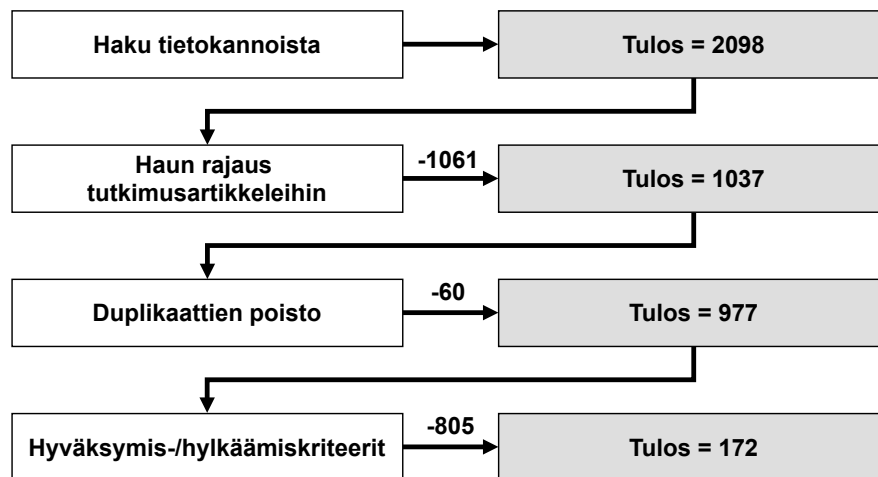 Haku tietokannoista
Tulos = 2098
Haun rajaus
tutkimusartikkeleihin
-1061
Tulos = 1037
Duplikaattien poisto
-60
Tulos = 977
Hyväksymis-/hylkäämiskriteerit
-805
Tulos = 172